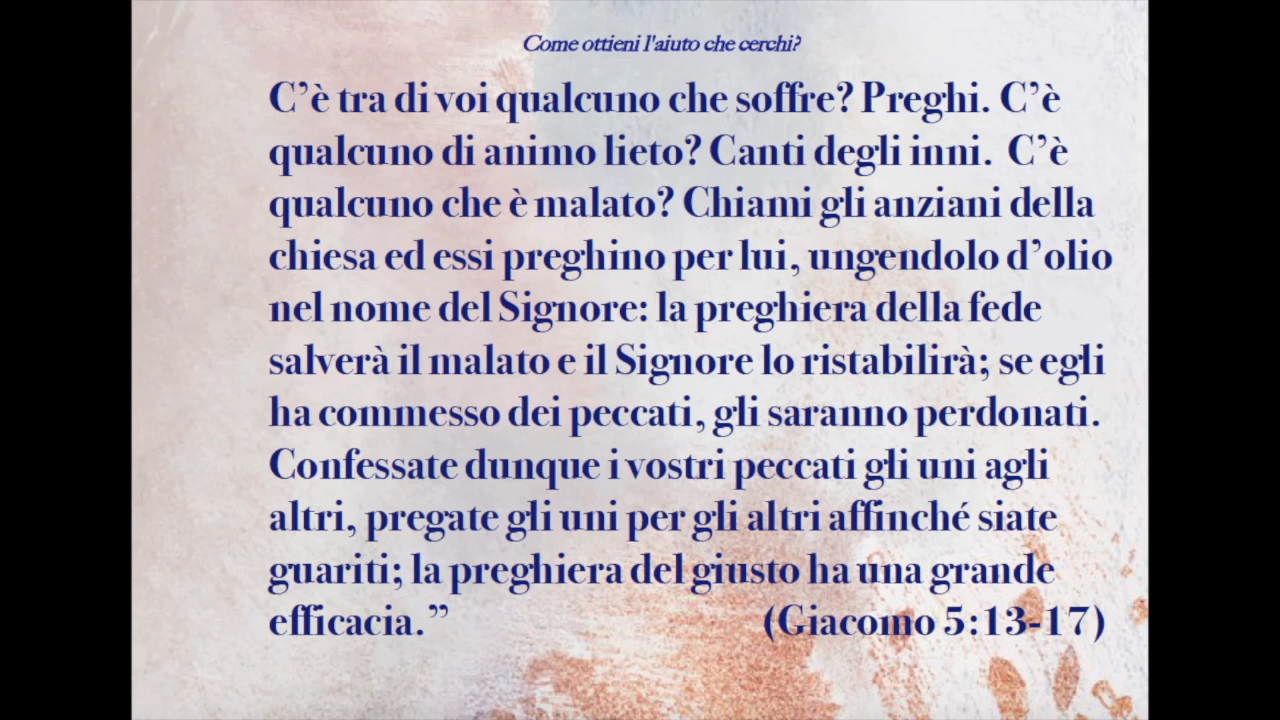 Come ottieni l'aiuto che cerchi?
C’è tra di voi qualcuno che soffre? Preghi. C’è
qualcuno di animo lieto? Canti degli inni. C’è
qualcuno che è malato? Chiami gli anziani della
chiesa ed essi preghino per lui, ungendolo d’olio
nel nome del Signore: la preghiera della fede
salverà il malato e il Signore lo ristabilirà; se egli
ha commesso dei peccati, gli saranno perdonati.
Confessate dunque i vostri peccati gli uni agli
altri, pregate gli uni per gli altri affinché siate
guariti; la preghiera del giusto ha una grande
efficacia.” (Giacomo 5:13-17)